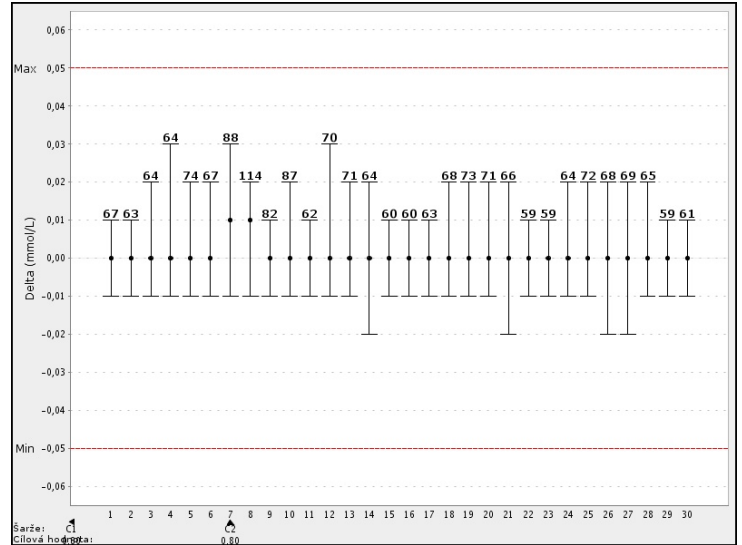 0,06
Max 0,05
0,04
0,03
0,02
0,01
0,00
-0,01
-0,02
-0,03
-0,04
Min -0,05
-0,06
Delta (mmol/L)
67 63 64 64 74 67 88 114 82 87 62 70 71 64 60 60 63 68 73 71 66 59 59 64 72 68 69 65 59 61
1 2 3 4 5 6 7 8 9 10 11 12 13 14 15 16 17 18 19 20 21 22 23 24 25 26 27 28 29 30
Šarže: C1 C2
Cílová hodnota: 0.80 0.80